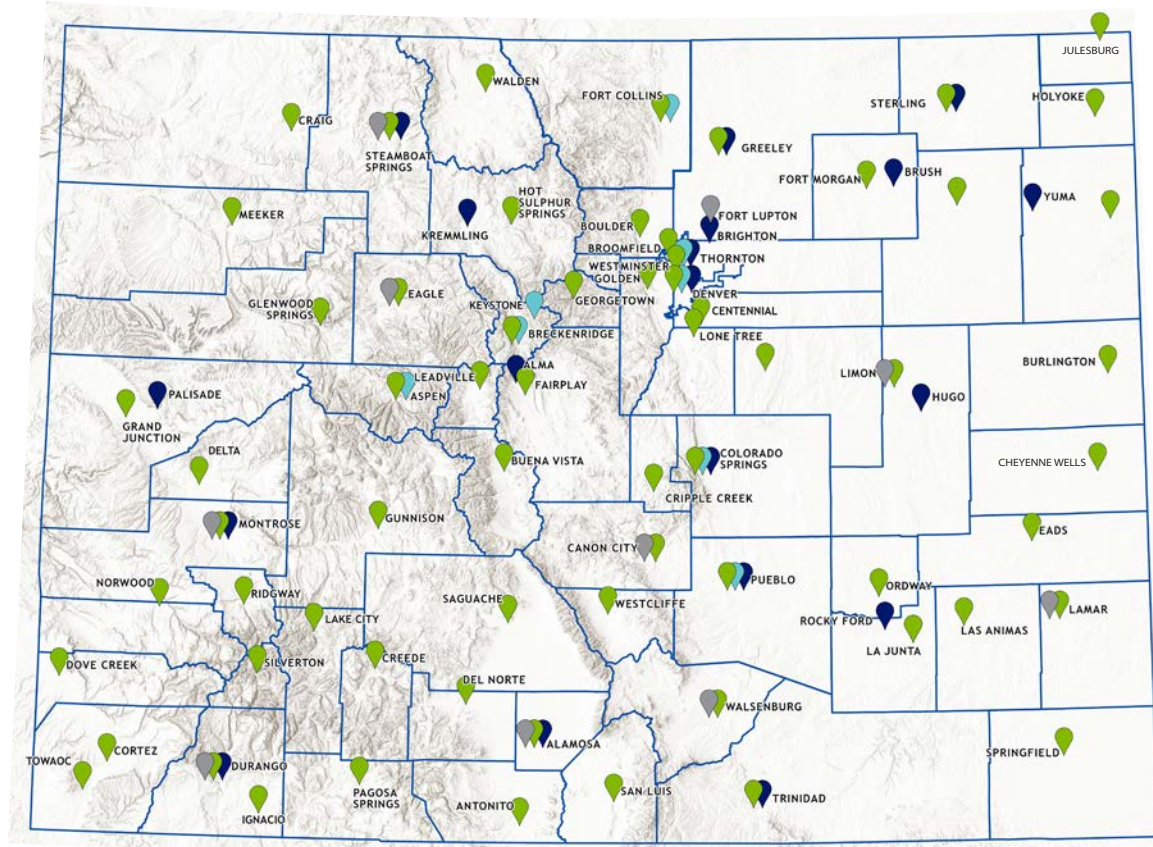 JULESBURG
WALDEN
FORT COLLINS
STERLING
HOLYOKE
CRAIG
STEAMBOAT
SPRINGS
GREELEY
FORT MORGAN
BRUSH
YUMA
MEEKER
HOT
SULPHUR
SPRINGS
KREMMLING
BOULDER
FORT LUPTON
BRIGHTON
BROOMFIELD
THORNTON
WESTMINSTER
GOLDEN
DENVER
EAGLE
GLENWOOD
SPRINGS
KEYSTONE
GEORGETOWN
CENTENNIAL
BRECKENRIDGE
LONE TREE
ALMA
LEADVILLE
ASPEN
FAIRPLAY
LIMON
BURLINGTON
HUGO
PALISADE
GRAND
JUNCTION
DELTA
BUENA VISTA
COLORADO
SPRINGS
CRIPPLE CREEK
CHEYENNE WELLS
MONTROSE
GUNNISON
CANON CITY
EADS
NORWOOD
RIDGWAY
LAKE CITY
SAGUACHE
WESTCLIFFE
PUEBLO
ORDWAY
ROCKY FORD
LA JUNTA
LAS ANIMAS
LAMAR
DOVE CREEK
SILVERTON
CREEDE
DEL NORTE
WALSENBURG
ALAMOSA
SPRINGFIELD
CORTEZ
TOWAOC
DURANGO
IGNACIO
PAGOSA
SPRINGS
ANTONITO
SAN LUIS
TRINIDAD